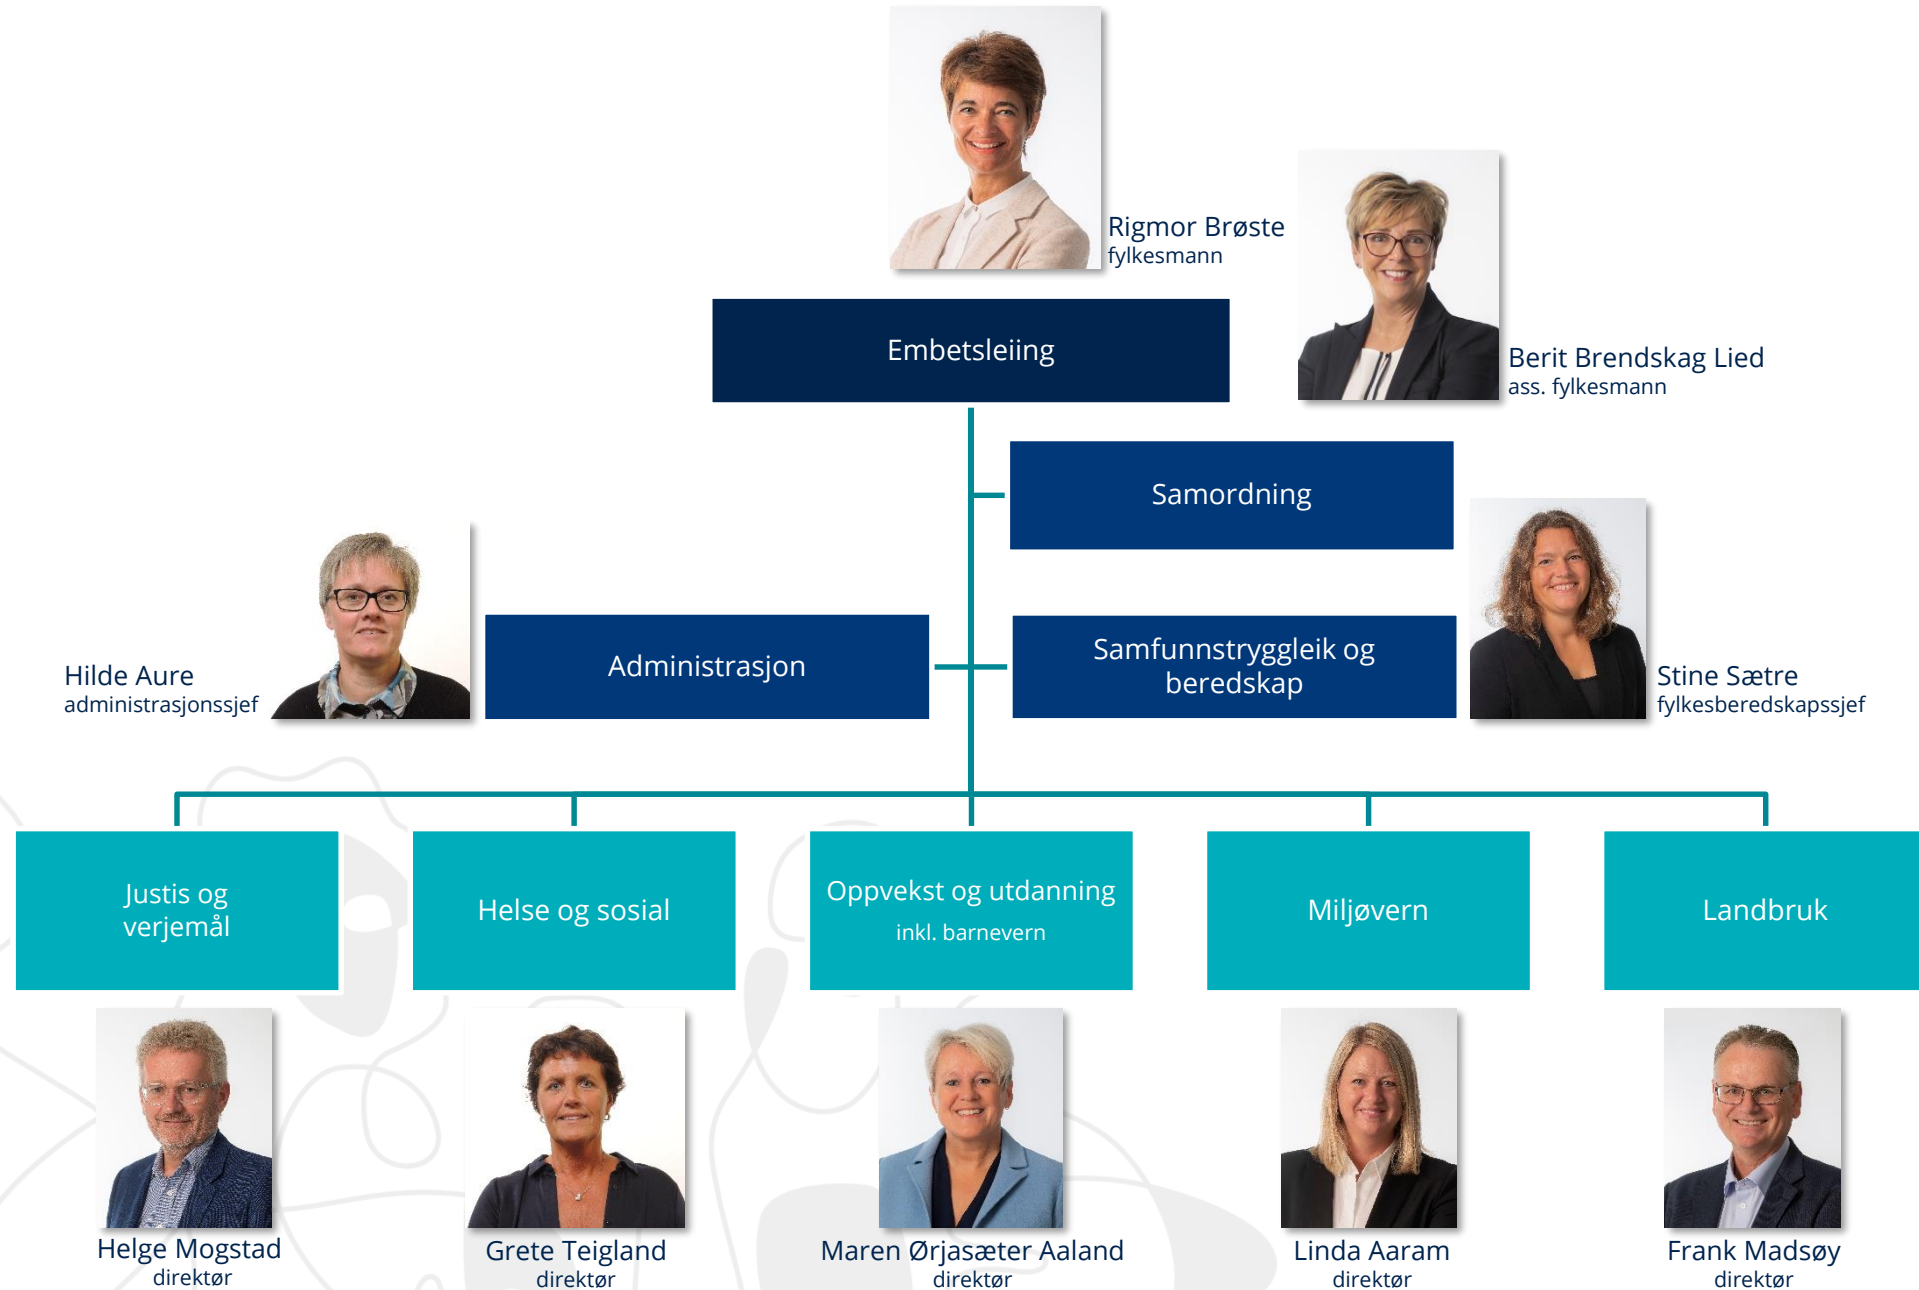 Rigmor Brøste
fylkesmann
Embetsleiing
Berit Brendskag Lied
ass. fylkesmann
Samordning
Hilde Aure
administrasjonssjef
Administrasjon
Samfunnstryggleik og
beredskap
Stine Sætre
fylkesberedskapssjef
Justis og
verjemål
Helse og sosial
Oppvekst og utdanning
inkl. barnevern
Miljøvern
Landbruk
Helge Mogstad
direktør
Grete Teigland
direktør
Maren Ørjasæter Aaland
direktør
Linda Aaram
direktør
Frank Madsøy
direktør